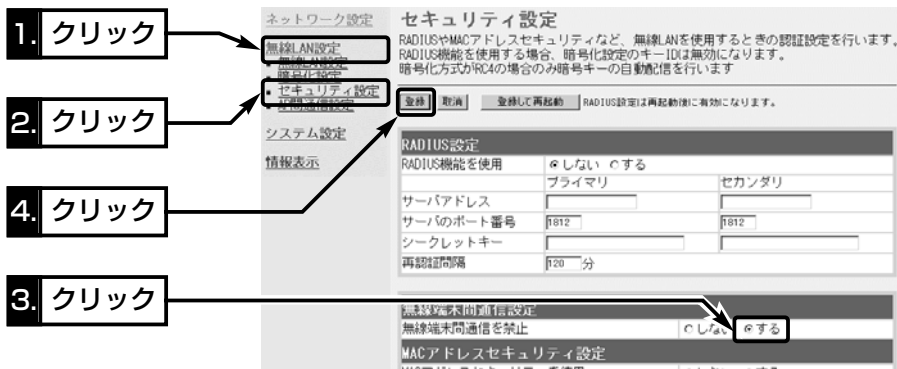 1. クリック
2. クリック
4. クリック
3. クリック
ネットワーク設定
無線LAN設定
無線LAN設定
暗号化設定
セキュリティ設定
AP間通信設定
システム設定
情報表示
セキュリティ設定
RADIUSやMACアドレスセキュリティなど、無線LANを使用するときの認証設定を行います。
RADIUS機能を使用する場合、暗号化設定のキーIDは無効になります。
暗号化方式がRC4の場合のみ暗号キーの自動配信を行います
登録 取消 登録して再起動 RADIUS設定は再起動後に有効になります。
RADIUS設定
RADIUS機能を使用 しない する
プライマリ セカンダリ
サーバアドレス
サーバのポート番号 1812 1812
シークレットキー
再認証間隔 120 分
無線端末間通信設定
無線端末間通信を禁止 しない する
MACアドレスセキュリティ設定